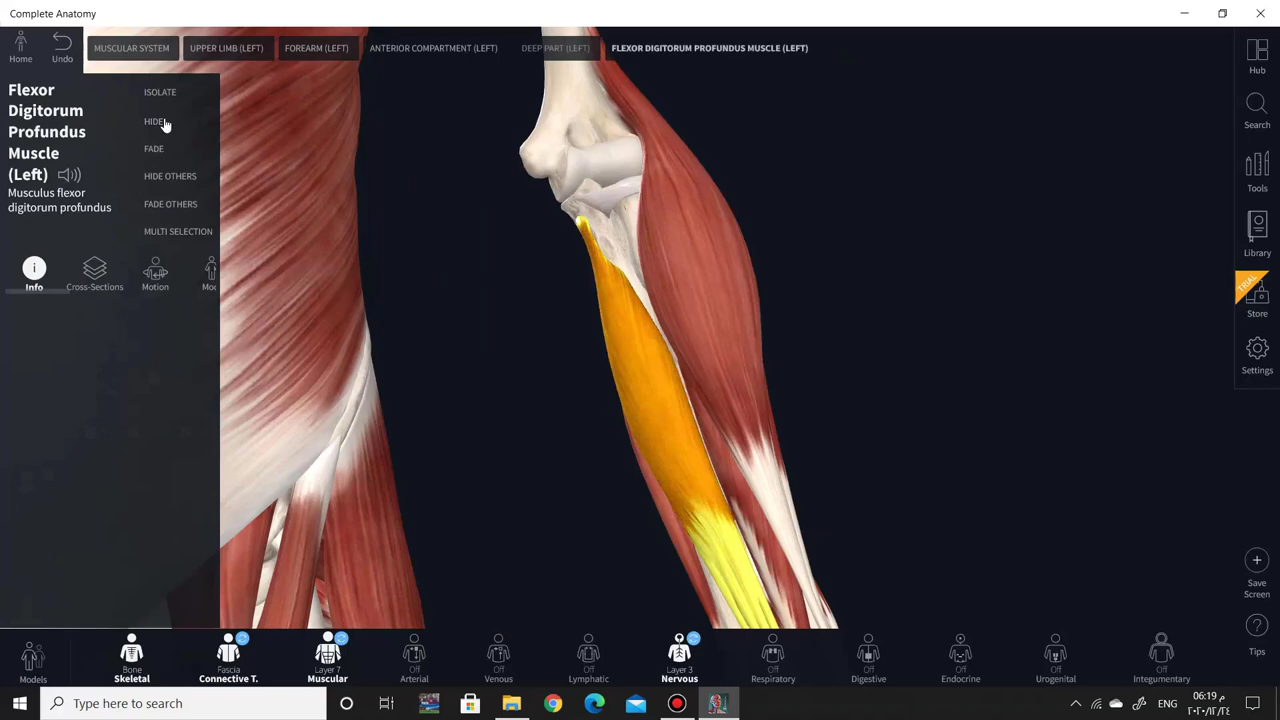 Complete Anatomy
Home
Undo
MUSCULAR SYSTEM
UPPER LIMB (LEFT)
FOREARM (LEFT)
ANTERIOR COMPARTMENT (LEFT)
DEEP PART (LEFT)
FLEXOR DIGITORUM PROFUNDUS MUSCLE (LEFT)
Flexor
Digitorum
Profundus
Muscle
(Left)
Musculus flexor
digitorum profundus
ISOLATE
HIDE
FADE
HIDE OTHERS
FADE OTHERS
MULTI SELECTION
i
Info
Cross-Sections
Motion
Moc
Hub
Search
Tools
Library
TRIAL
Store
Settings
Save
Screen
?
Tips
Models
Bone
Skeletal
Fascia
Connective T.
Layer 7
Muscular
Off
Arterial
Off
Venous
Off
Lymphatic
Layer 3
Nervous
Off
Respiratory
Off
Digestive
Off
Endocrine
Off
Urogenital
Off
Integumentary
Type here to search
ENG
06:19 م